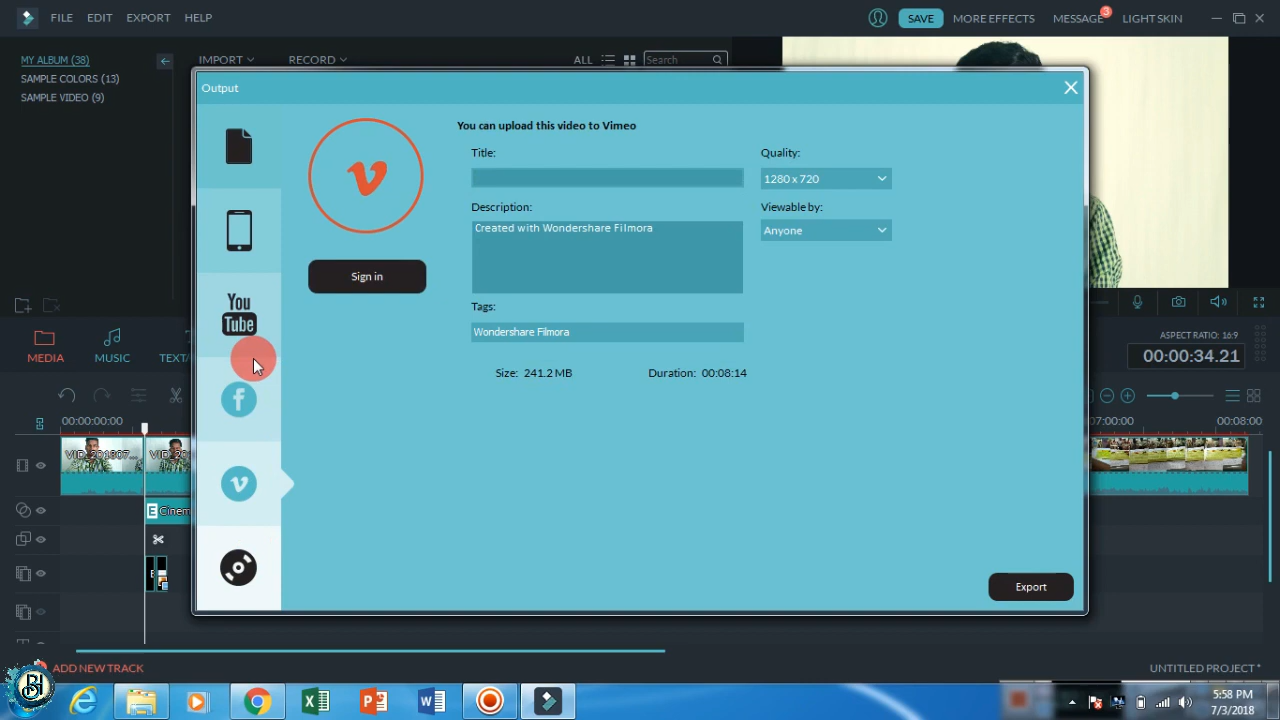 FILE EDIT EXPORT HELP
SAVE MORE EFFECTS MESSAGE 3 LIGHT SKIN
MY ALBUM (38)
SAMPLE COLORS (13)
SAMPLE VIDEO (9)
IMPORT RECORD ALL Search
Output
You can upload this video to Vimeo
Title:
Quality:
1280 x 720
Description:
Created with Wondershare Filmora
Viewable by:
Anyone
Sign in
Tags:
Wondershare Filmora
Size: 241.2 MB Duration: 00:08:14
Export
You
Tube
MEDIA MUSIC TEXT/
ASPECT RATIO: 16:9
00:00:34.21
00:00:00:00
07:00:00 00:08:00
VID_201807...
E Cinem
ADD NEW TRACK
UNTITLED PROJECT *
5:58 PM
7/3/2018